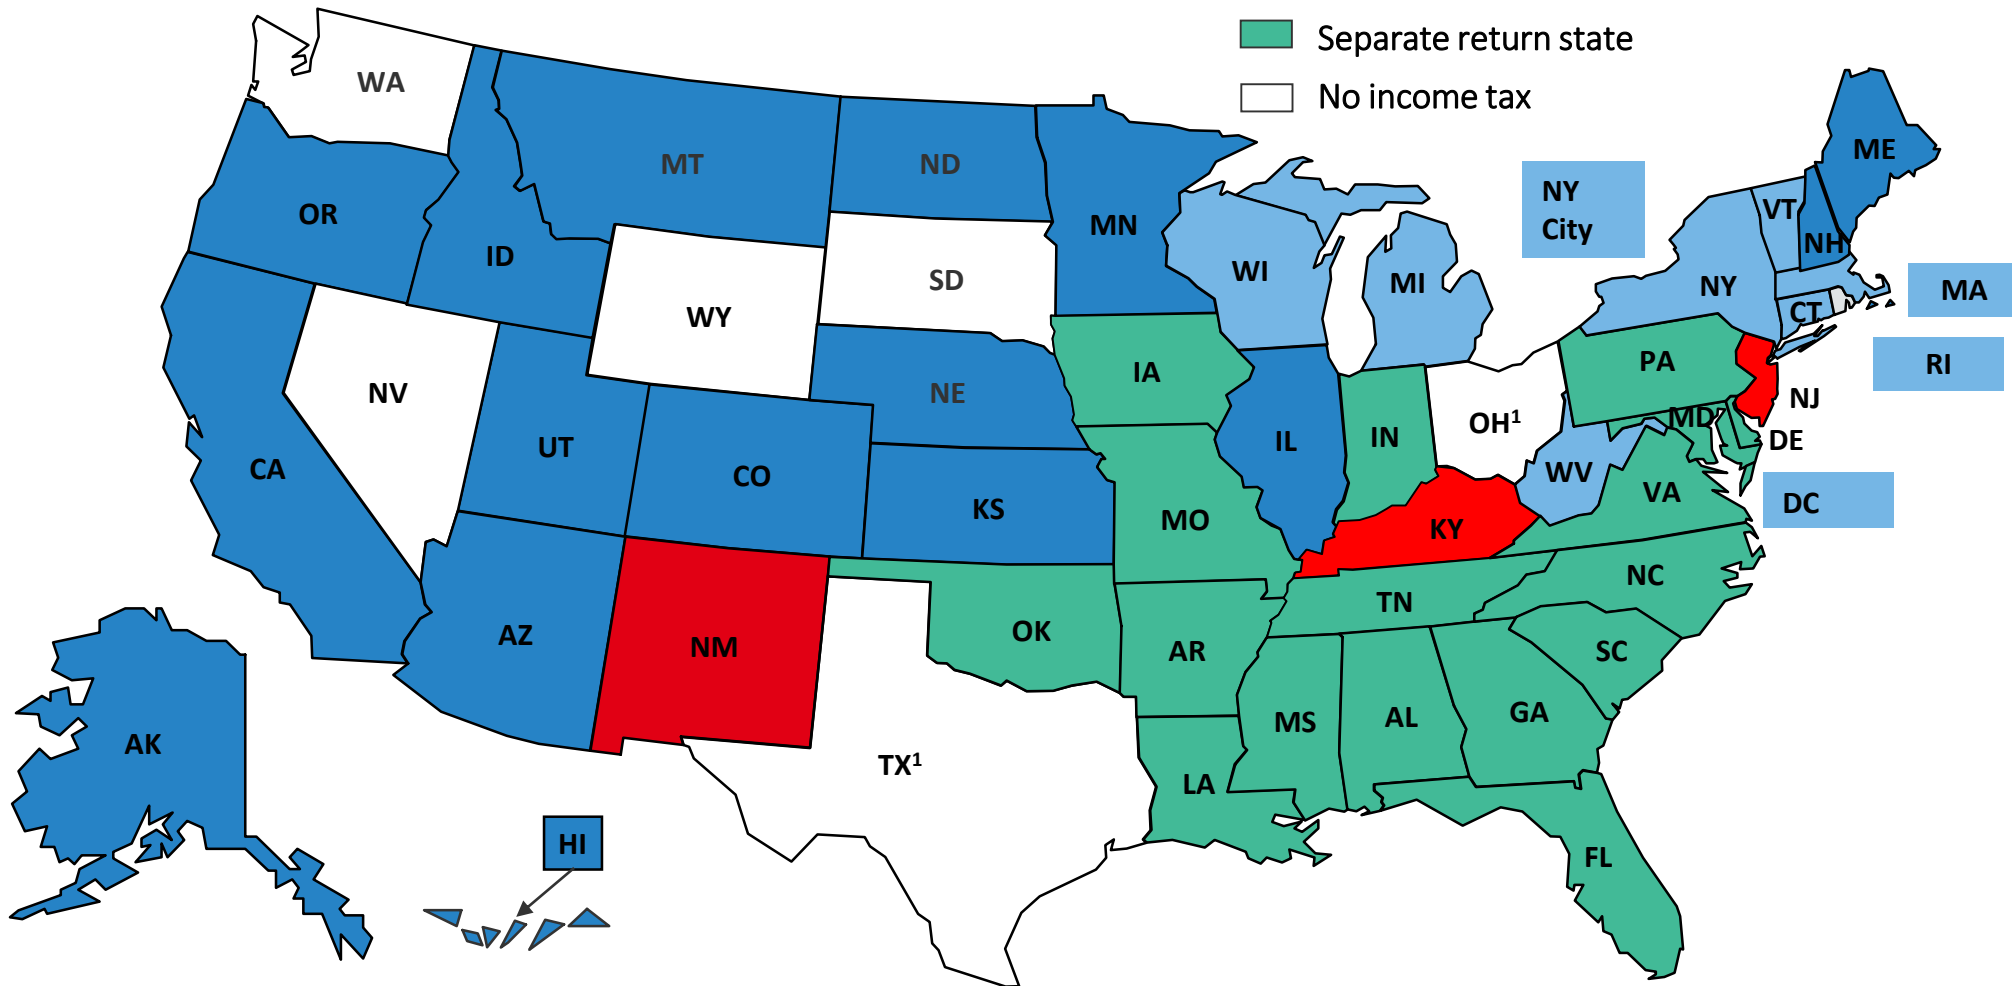 Separate return state
No income tax
WA
MT
ND
ME
OR
MN
NY
City
VT
NH
ID
SD
WI
MI
NY
MA
WY
CT
RI
NV
NE
IA
PA
NJ
OH¹
MD
DE
UT
CO
IL
IN
CA
WV
VA
DC
KS
MO
KY
NC
TN
AZ
NM
OK
AR
SC
AK
TX¹
MS
AL
GA
LA
HI
FL